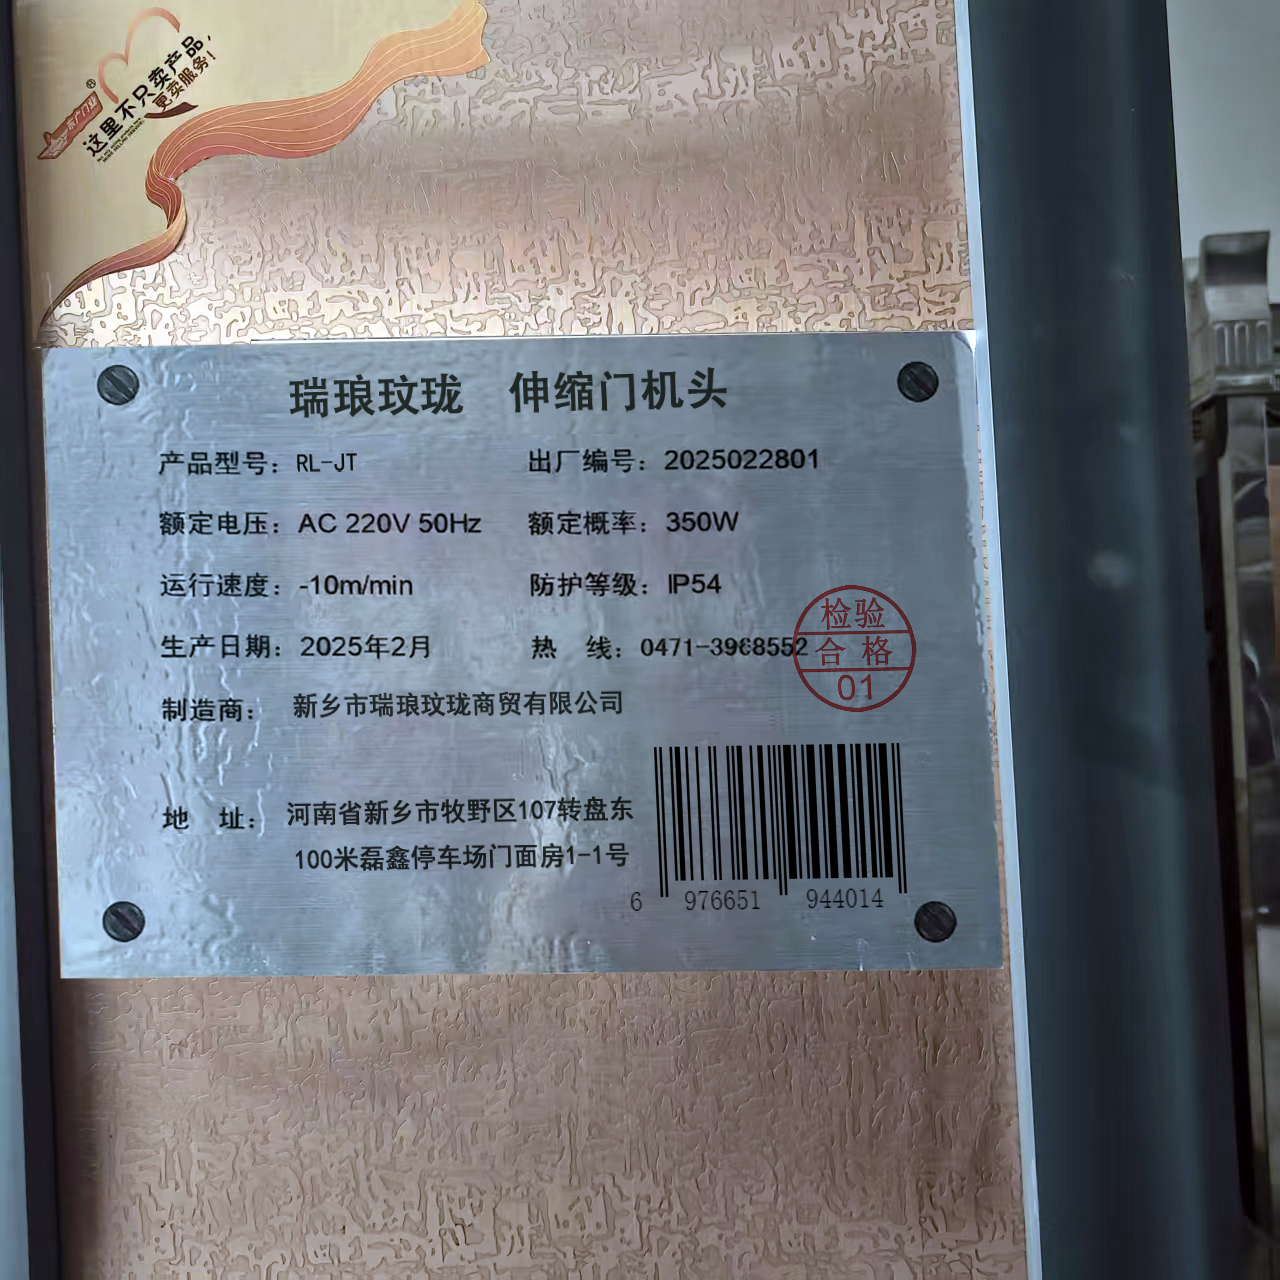 东广门业®
这里不只卖产品，
更卖服务！
瑞琅玟珑 伸缩门机头
产品型号：RL-JT 出厂编号：2025022801
额定电压：AC 220V 50Hz 额定概率：350W
运行速度：-10m/min 防护等级：IP54
生产日期：2025年2月 热 线：0471-3968552
检验
合格
01
制造商： 新乡市瑞琅玟珑商贸有限公司
地 址： 河南省新乡市牧野区107转盘东
100米磊鑫停车场门面房1-1号
6 976651 944014